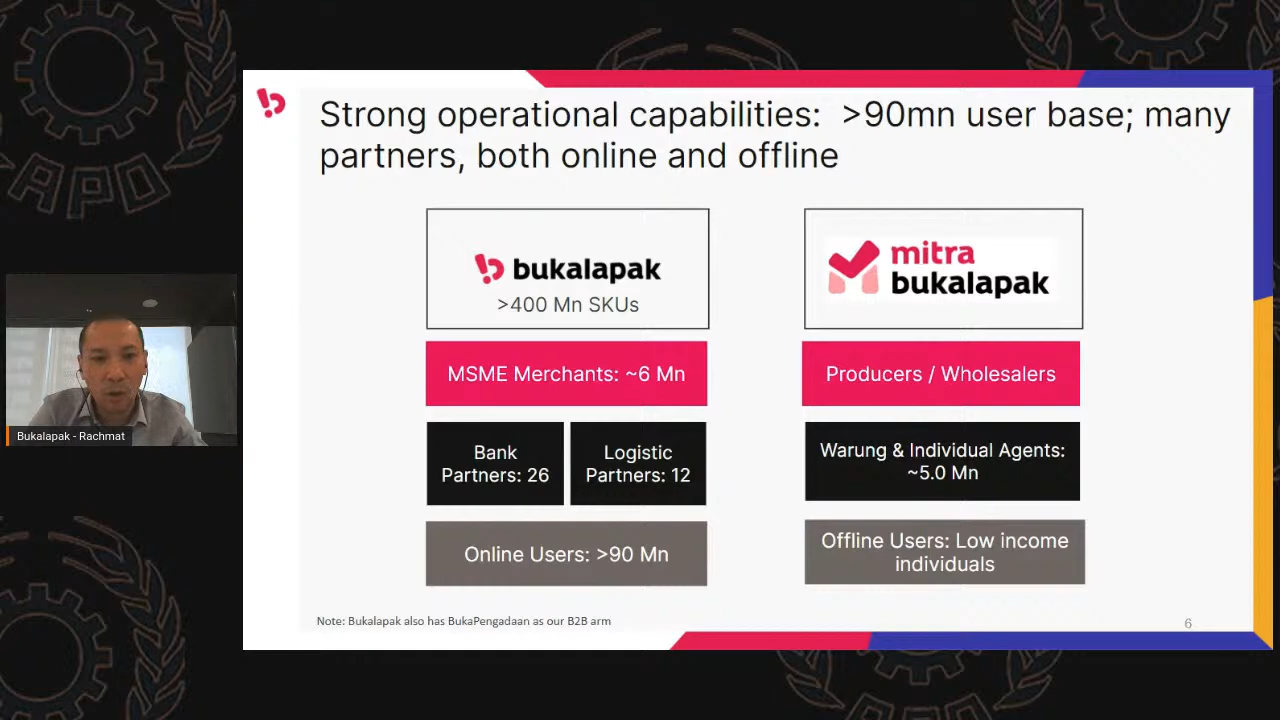 APO
Strong operational capabilities:  >90mn user base; many
partners, both online and offline
bukalapak
>400 Mn SKUs
mitra
bukalapak
MSME Merchants: ~6 Mn
Producers / Wholesalers
Bank
Partners: 26
Logistic
Partners: 12
Warung & Individual Agents:
~5.0 Mn
Online Users: >90 Mn
Offline Users: Low income
individuals
Note: Bukalapak also has BukaPengadaan as our B2B arm
6
Bukalapak - Rachmat